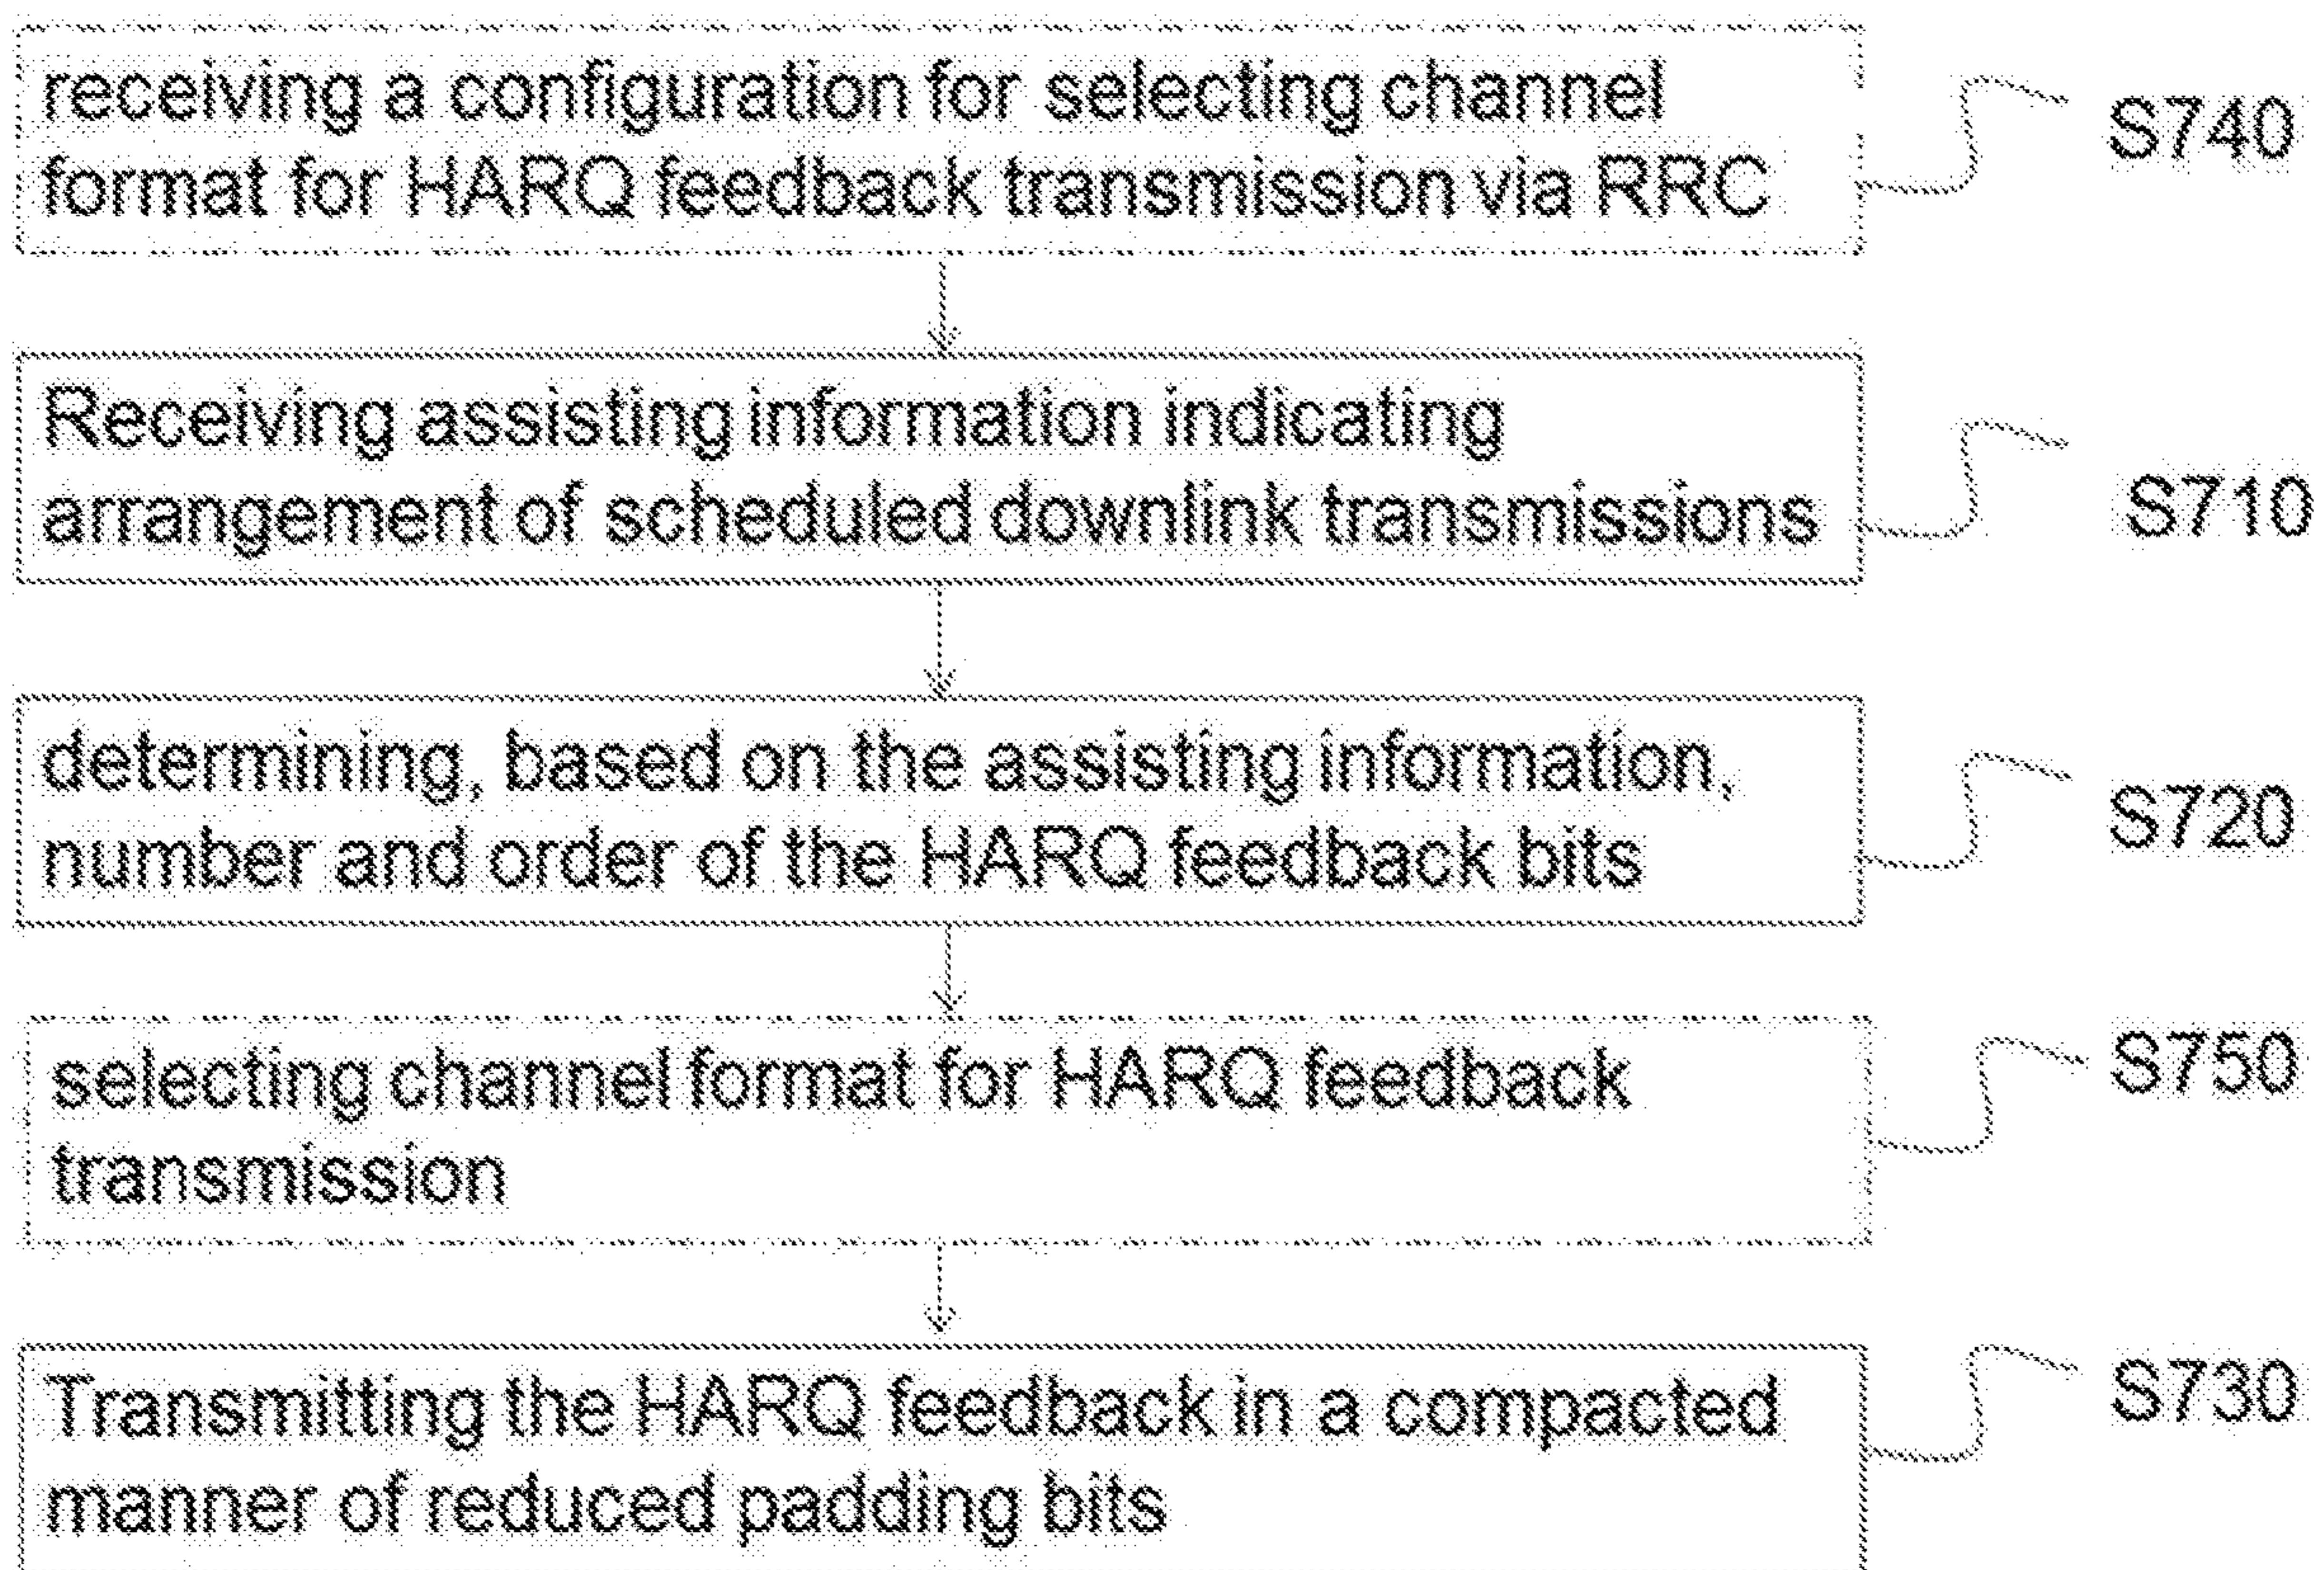 receiving a configuration for selecting channel
format for HARQ feedback transmission via RRC
S740
Receiving assisting information indicating
arrangement of scheduled downlink transmissions
S710
determining, based on the assisting information,
number and order of the HARQ feedback bits
S720
selecting channel format for HARQ feedback
transmission
S750
Transmitting the HARQ feedback in a compacted
manner of reduced padding bits
S730